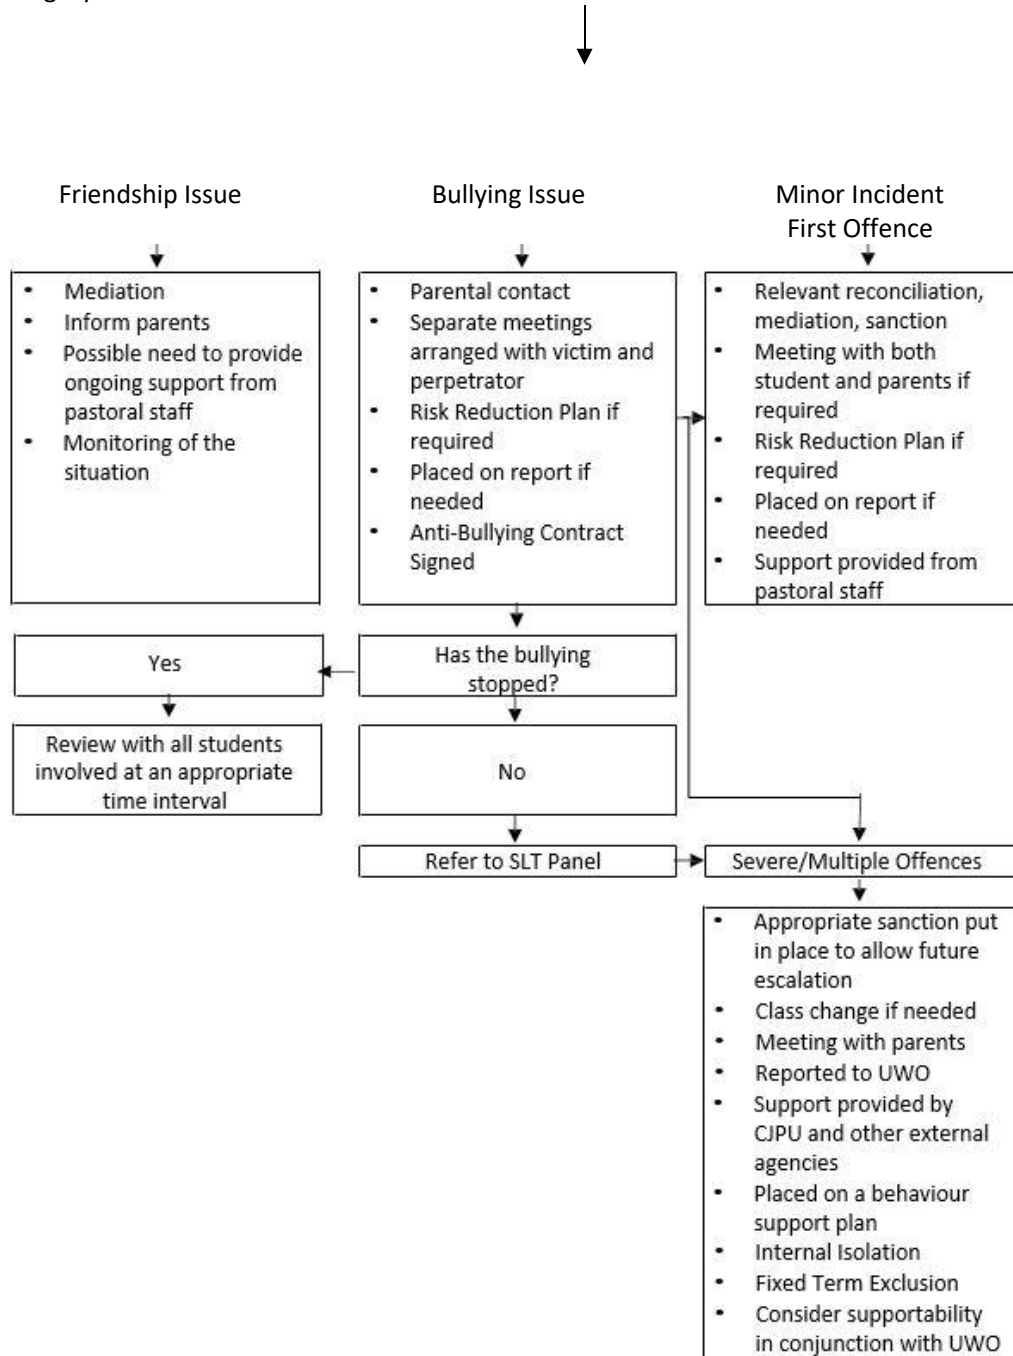 Friendship Issue
• Mediation
• Inform parents
• Possible need to provide
ongoing support from
pastoral staff
• Monitoring of the
situation
Bullying Issue
• Parental contact
• Separate meetings
arranged with victim and
perpetrator
• Risk Reduction Plan if
required
• Placed on report if
needed
• Anti-Bullying Contract
Signed
Minor Incident
First Offence
• Relevant reconciliation,
mediation, sanction
• Meeting with both
student and parents if
required
• Risk Reduction Plan if
required
• Placed on report if
needed
• Support provided from
pastoral staff
Has the bullying
stopped?
Yes
Review with all students
involved at an appropriate
time interval
No
Refer to SLT Panel
Severe/Multiple Offences
• Appropriate sanction put
in place to allow future
escalation
• Class change if needed
• Meeting with parents
• Reported to UWO
• Support provided by
CJPU and other external
agencies
• Placed on a behaviour
support plan
• Internal Isolation
• Fixed Term Exclusion
• Consider supportability
in conjunction with UWO